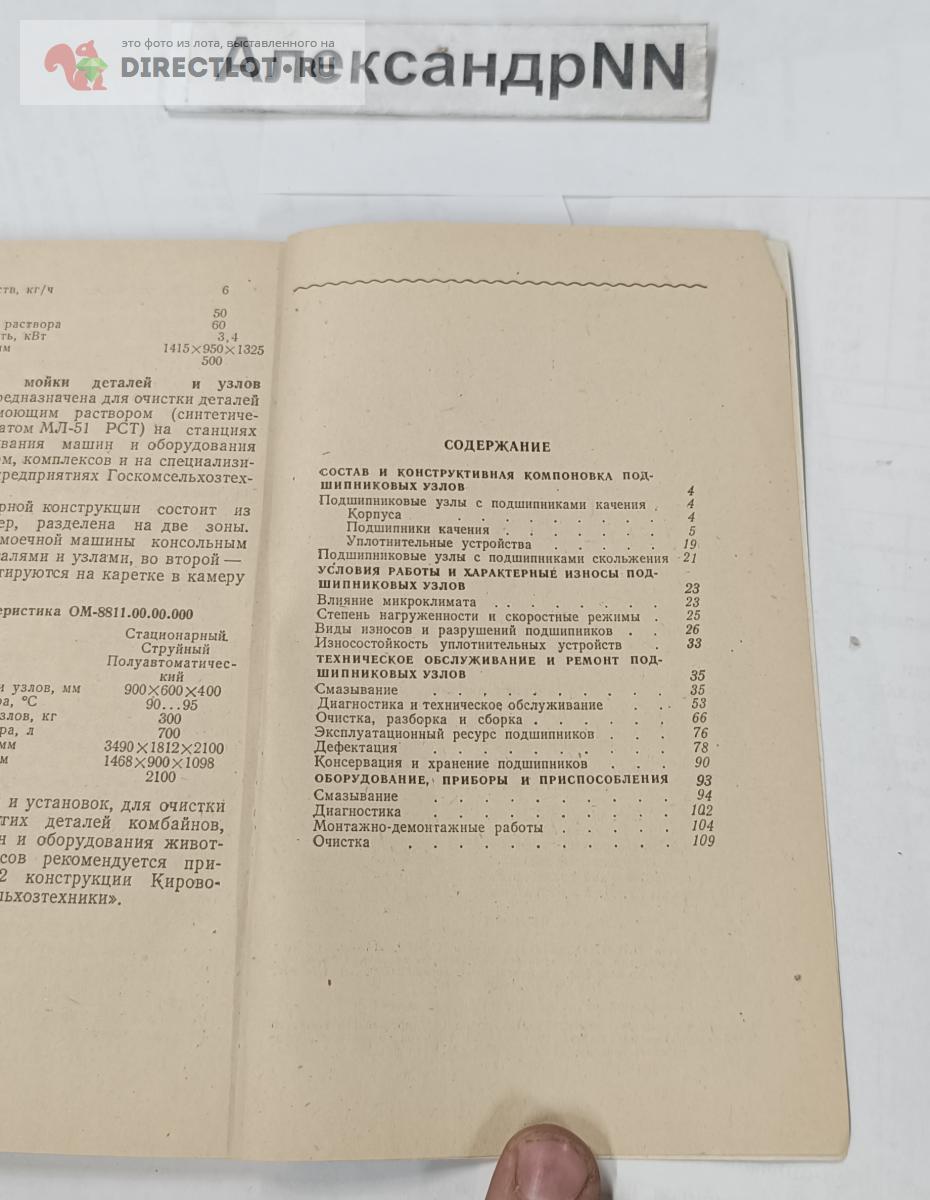 это фото из лота, выставленного на
DIRECTLOT.RU
АлександрNN
ств, кг/ч 6
50
раствора 60
ть, кВт 3,4
мм 1415×950×1325
500
мойки деталей и узлов
редназначена для очистки деталей
моющим раствором (синтетиче-
атом МЛ-51 РСТ) на станциях
ивания машин и оборудования
м, комплексов и на специализи-
редприятиях Госкомсельхозтех-
рной конструкции состоит из
ер, разделена на две зоны.
моечной машины консольным
алями и узлами, во второй —
тируются на каретке в камеру
еристика ОМ-8811.00.00.000
Стационарный.
Струйный
Полуавтоматичес-
кий
и узлов, мм 900×600×400
ра, °С 90...95
злов, кг 300
ра, л 700
мм 3490×1812×2100
м 1468×900×1098
2100
и установок, для очистки
гих деталей комбайнов,
н и оборудования живот-
сов рекомендуется при-
2 конструкции Кирово-
льхозтехники».
СОДЕРЖАНИЕ
СОСТАВ И КОНСТРУКТИВНАЯ КОМПОНОВКА ПОД-
ШИПНИКОВЫХ УЗЛОВ 4
Подшипниковые узлы с подшипниками качения . 4
Корпуса . . . . . . . 4
Подшипники качения . . . . . . 5
Уплотнительные устройства . . . . . 19
Подшипниковые узлы с подшипниками скольжения 21
УСЛОВИЯ РАБОТЫ И ХАРАКТЕРНЫЕ ИЗНОСЫ ПОД-
ШИПНИКОВЫХ УЗЛОВ 23
Влияние микроклимата . . . . . . . 23
Степень нагруженности и скоростные режимы . 25
Виды износов и разрушений подшипников . . 26
Износостойкость уплотнительных устройств . 33
ТЕХНИЧЕСКОЕ ОБСЛУЖИВАНИЕ И РЕМОНТ ПОД-
ШИПНИКОВЫХ УЗЛОВ 35
Смазывание . . . . . . . . . . 35
Диагностика и техническое обслуживание . . 53
Очистка, разборка и сборка . . . . . . 66
Эксплуатационный ресурс подшипников . . . 76
Дефектация . . . . . . . . . . 78
Консервация и хранение подшипников . . . 90
ОБОРУДОВАНИЕ, ПРИБОРЫ И ПРИСПОСОБЛЕНИЯ 93
Смазывание . . . . . . . . . . 94
Диагностика . . . . . . . . . . 102
Монтажно-демонтажные работы . . . . . 104
Очистка . . . . . . . . . . . 109